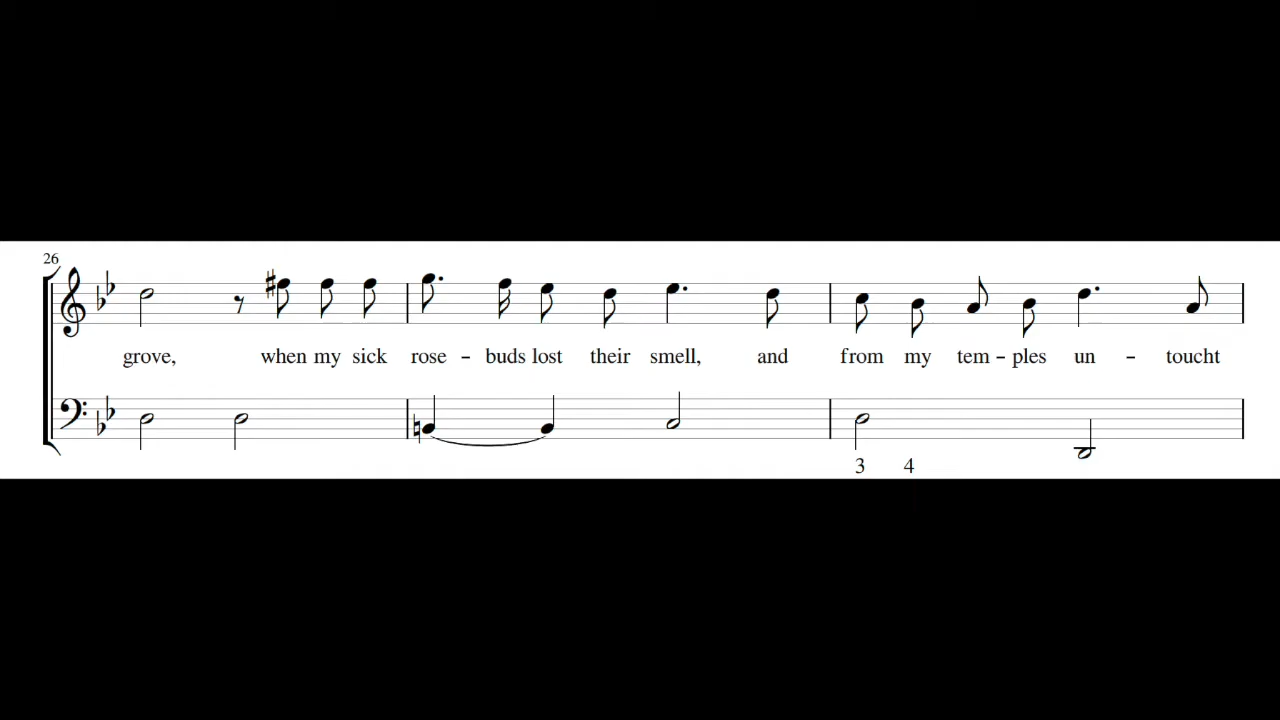 26
grove, when my sick rose – buds lost their smell, and from my tem – ples un – toucht
3 4